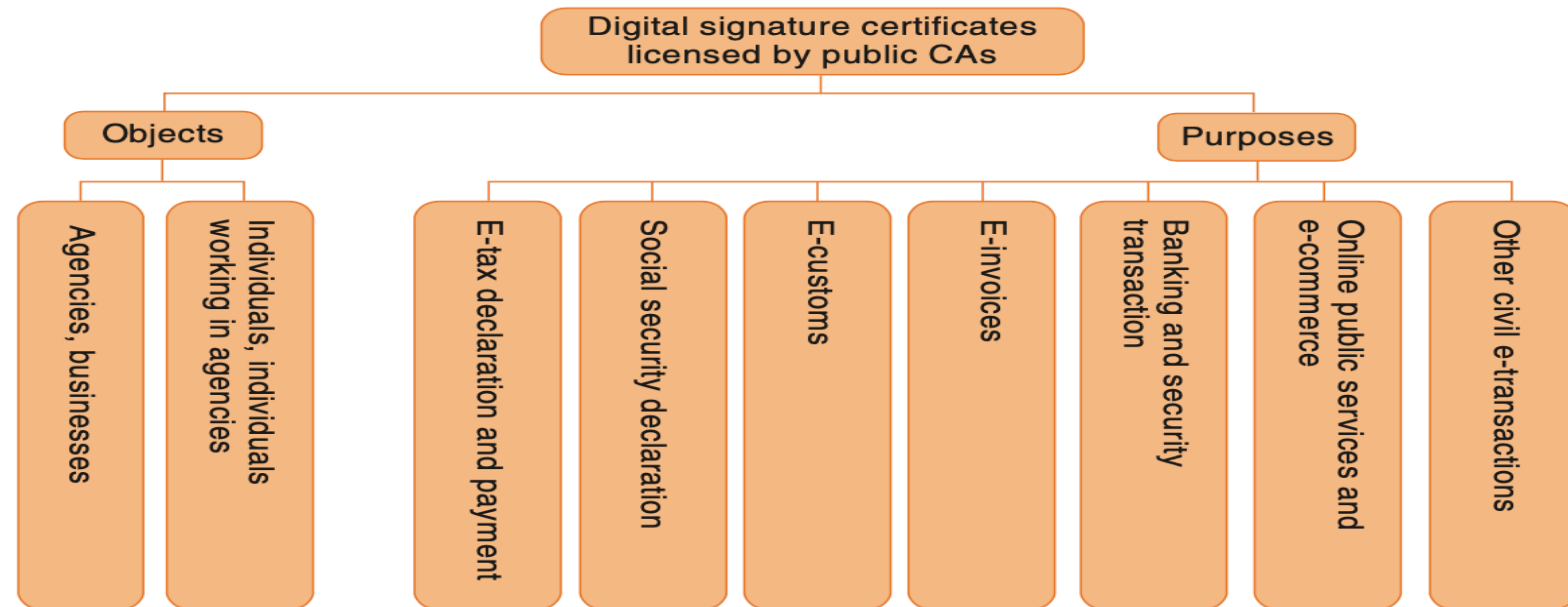 Digital signature certificates
licensed by public CAs
Objects
Purposes
Agencies, businesses
Individuals, individuals
working in agencies
E-tax declaration and payment
Social security declaration
E-customs
E-invoices
Banking and security
transaction
Online public services and
e-commerce
Other civil e-transactions